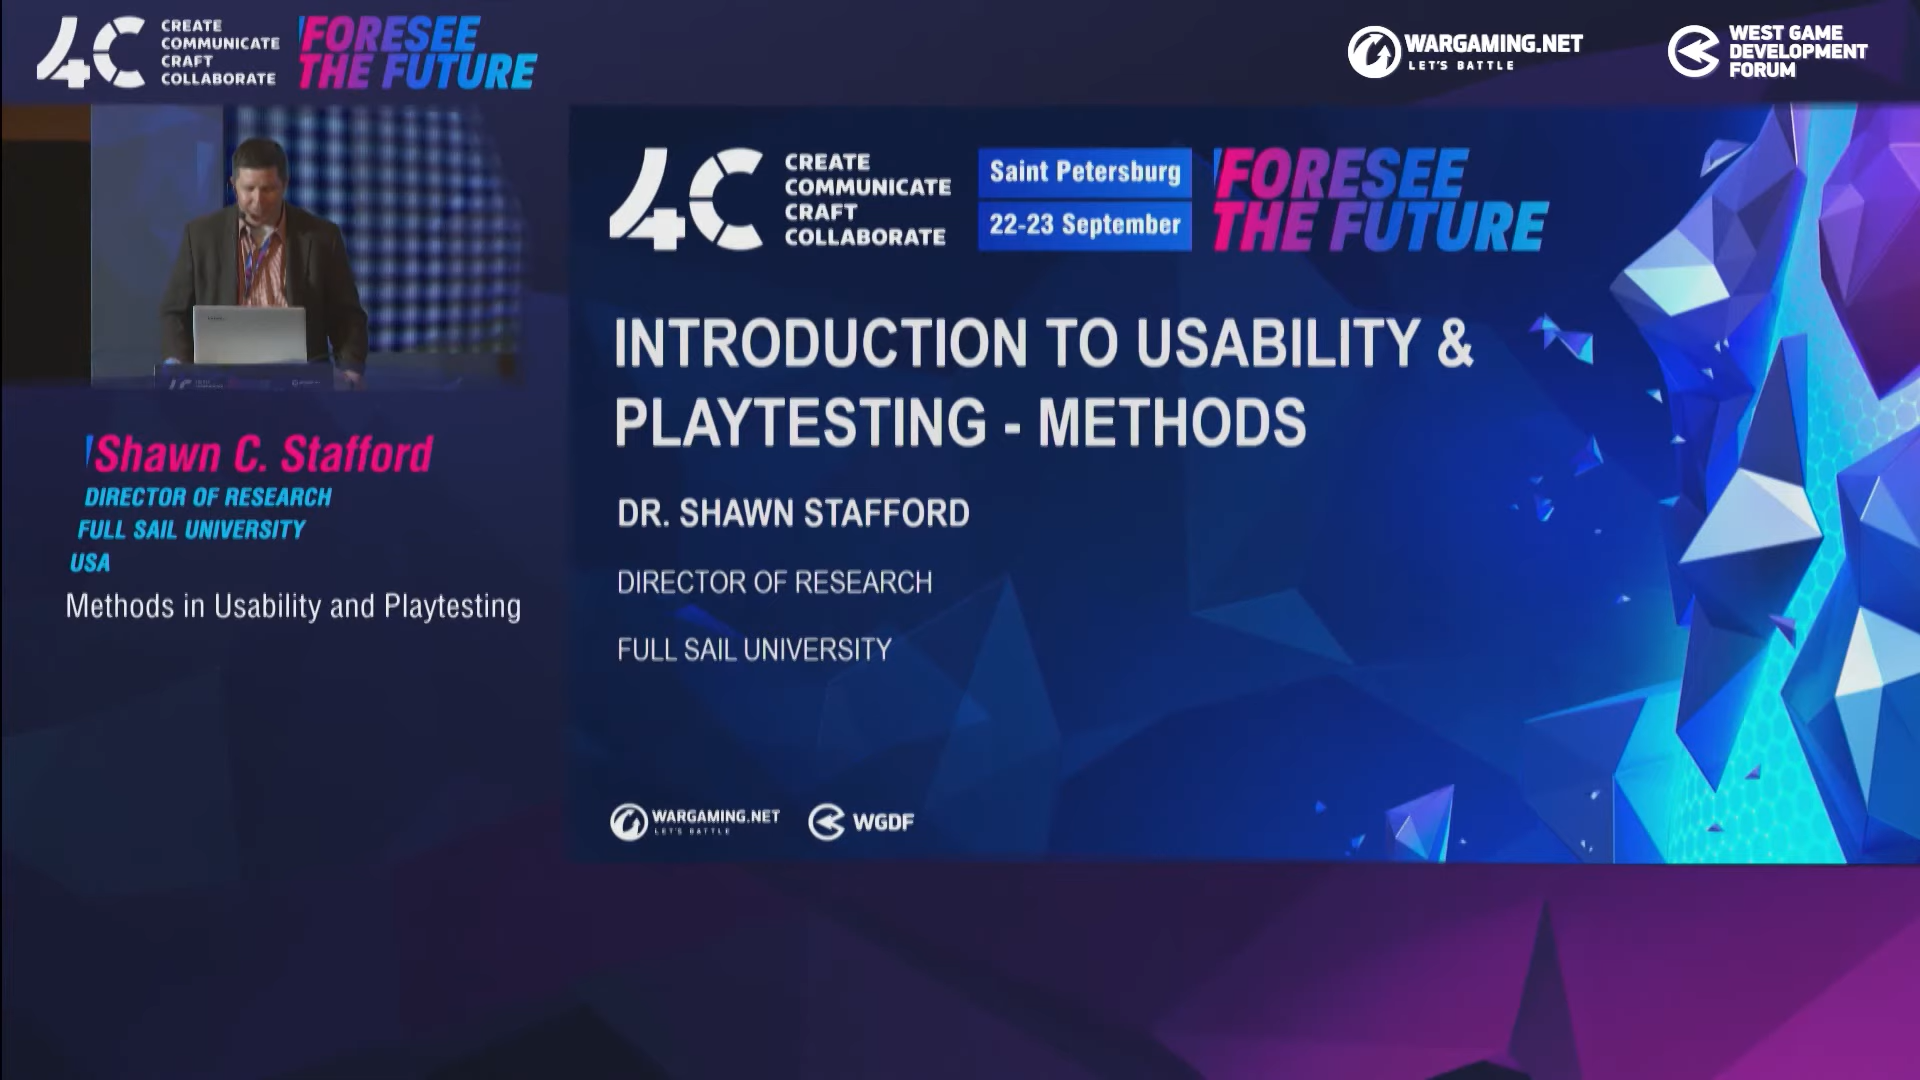 4C
CREATE
COMMUNICATE
CRAFT
COLLABORATE
FORESEE
THE FUTURE
WARGAMING.NET
LET'S BATTLE
WEST GAME
DEVELOPMENT
FORUM
4C
CREATE
COMMUNICATE
CRAFT
COLLABORATE
Saint Petersburg
22-23 September
FORESEE
THE FUTURE
INTRODUCTION TO USABILITY &
PLAYTESTING - METHODS
DR. SHAWN STAFFORD
DIRECTOR OF RESEARCH
FULL SAIL UNIVERSITY
WARGAMING.NET
LET'S BATTLE
WGDF
Shawn C. Stafford
DIRECTOR OF RESEARCH
FULL SAIL UNIVERSITY
USA
Methods in Usability and Playtesting
4C